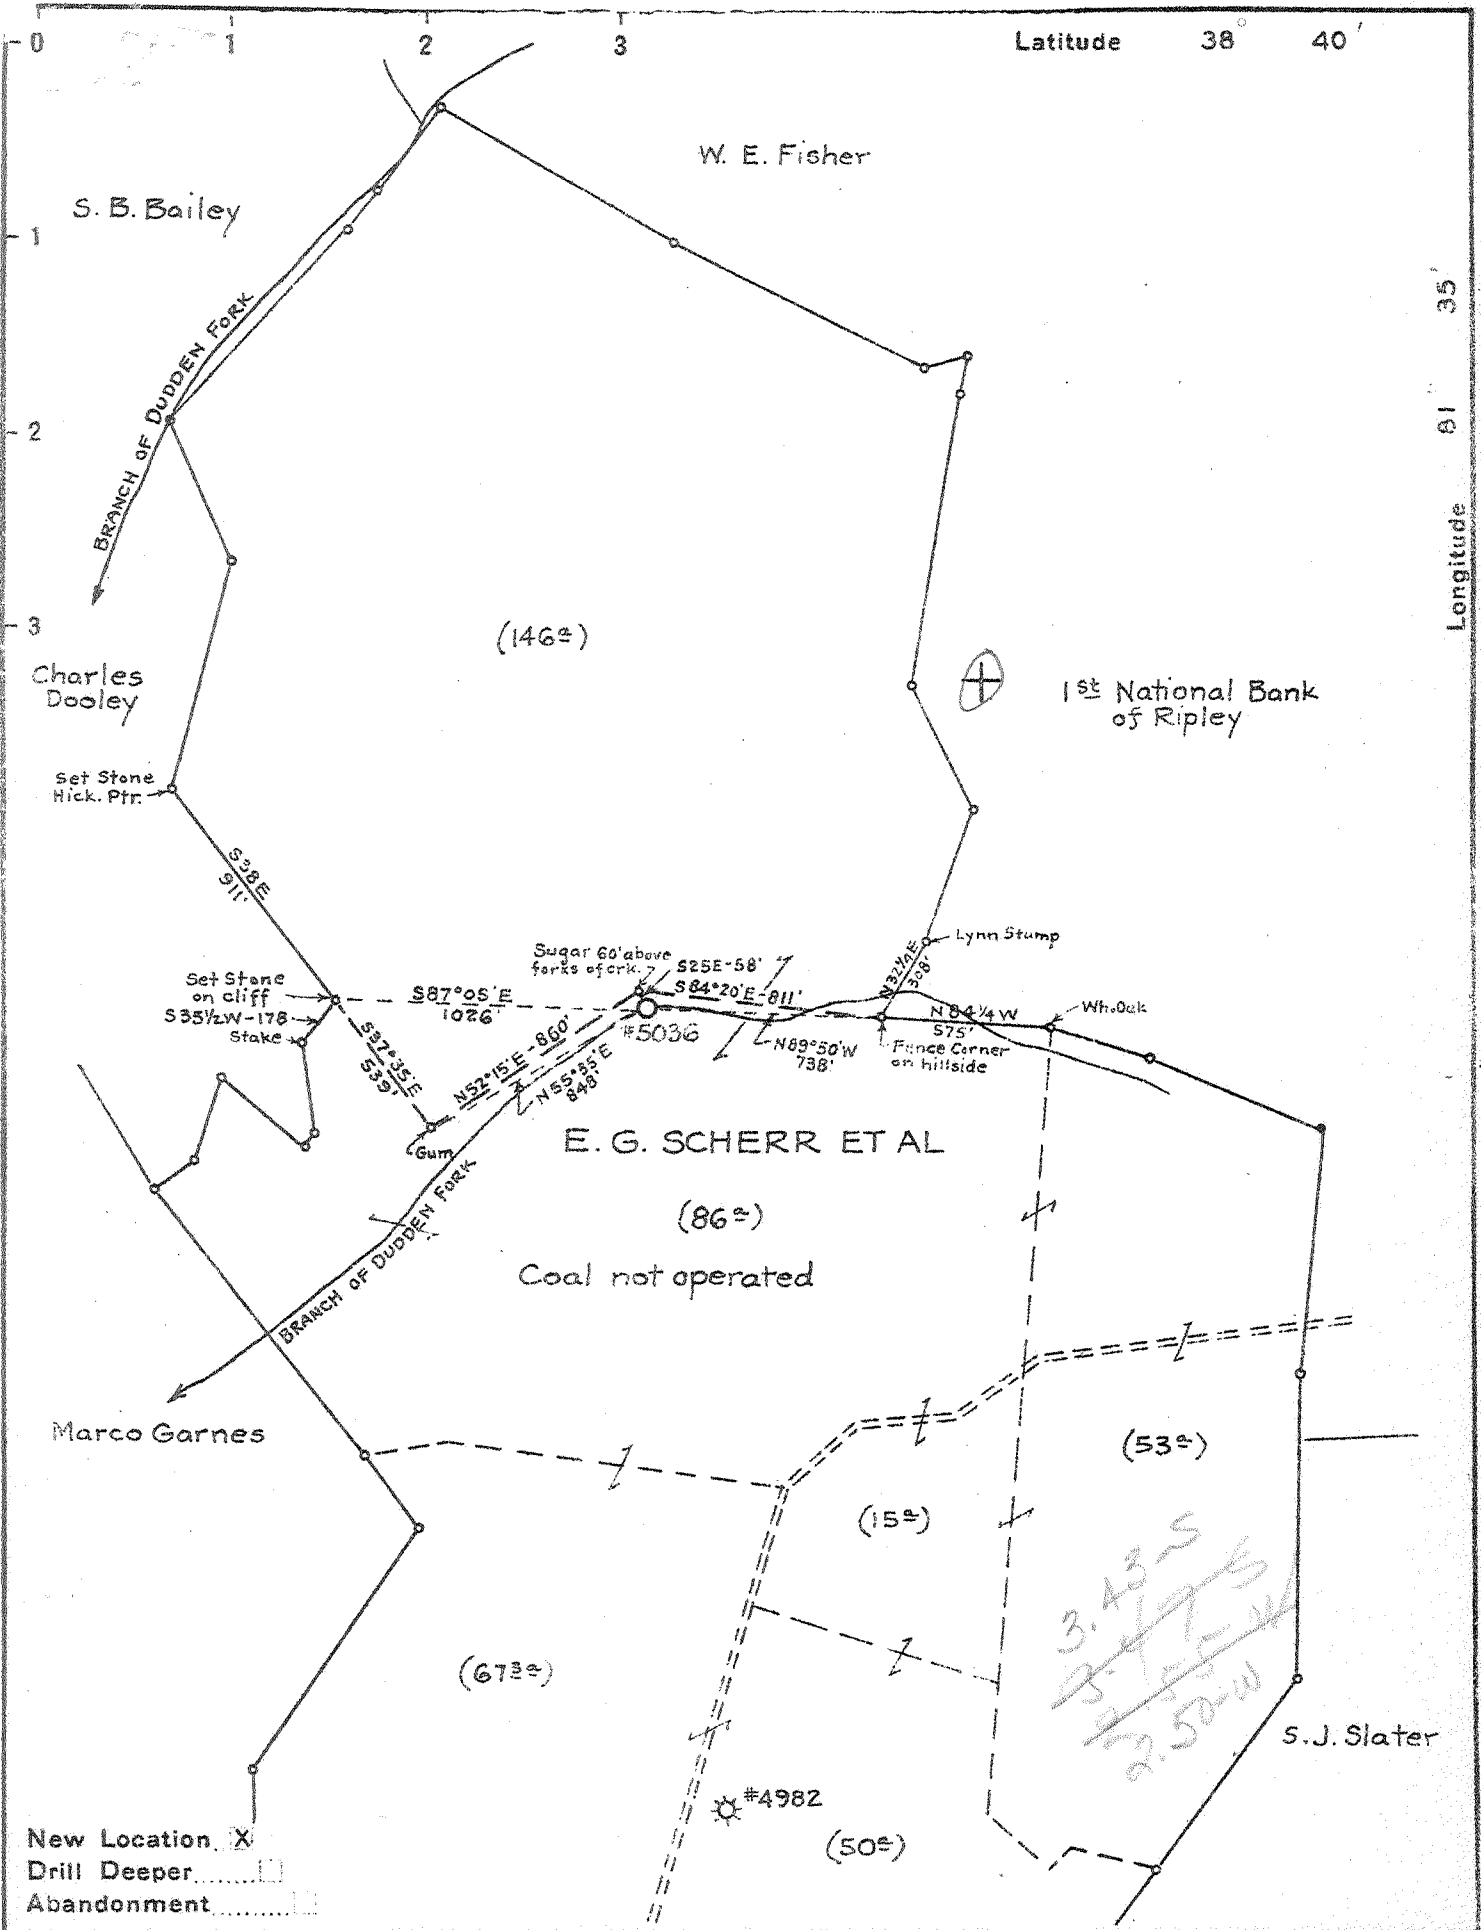 0 1 2 3 Latitude 38° 40'
W. E. Fisher
S. B. Bailey
1
35'
BRANCH OF DUDDEN FORK
2
81
Longitude
3
(146ª)
Charles
Dooley
1st National Bank
of Ripley
Set Stone
Hick. Ptr.
S38E
911'
Lynn Stump
Sugar 60' above
forks of crk.
S25E-58'
S84°20'E-811'
N32¼E
308'
Set Stone
on cliff
S35½W-178
Stake
S87°05'E
1026'
#5036
N84¼W
575'
Wh. Oak
N89°50'W
738'
Fence Corner
on hillside
S37°35'E
539'
N52°15'E-860'
N55°35'E
848'
Gum
E. G. SCHERR ET AL
(86ª)
Coal not operated
BRANCH OF DUDDEN FORK
Marco Garnes
(53ª)
(15ª)
3.43-S
2.50-W
(67¾ª)
S. J. Slater
#4982
(50ª)
New Location X
Drill Deeper
Abandonment